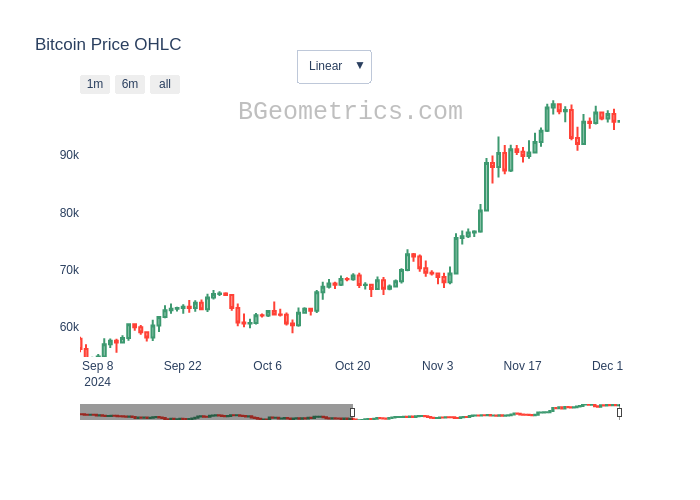 Bitcoin Price OHLC
Linear ▼
1m 6m all
BGeometrics.com
90k
80k
70k
60k
Sep 8 Sep 22 Oct 6 Oct 20 Nov 3 Nov 17 Dec 1
2024